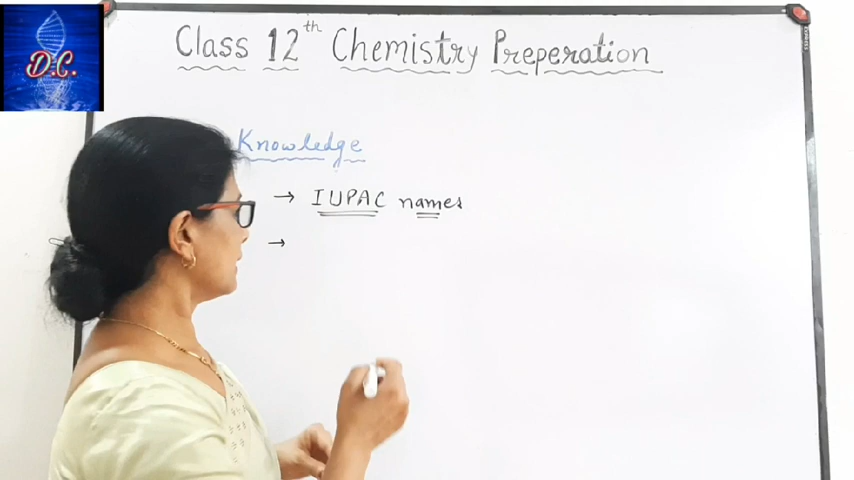 D.C.
Class 12th Chemistry Preperation
Knowledge
→ IUPAC names
→